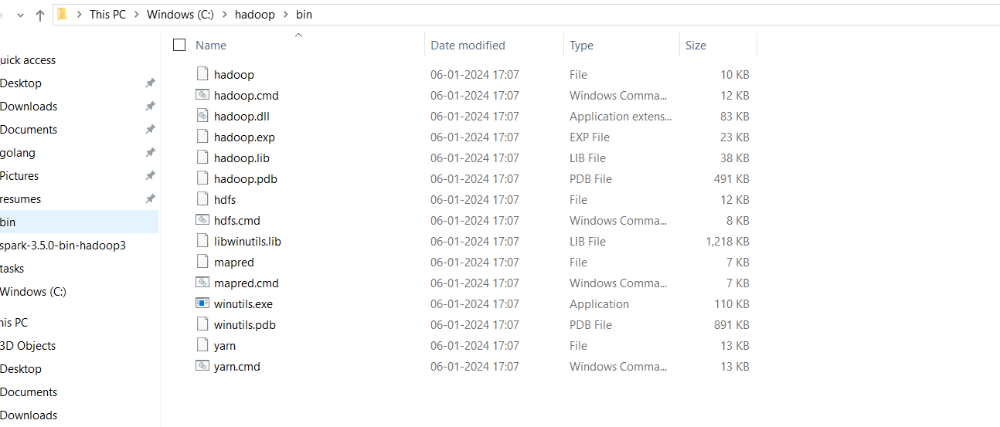 This PC > Windows (C:) > hadoop > bin
Name Date modified Type Size
uick access
Desktop
Downloads
Documents
golang
Pictures
resumes
bin
spark-3.5.0-bin-hadoop3
tasks
Windows (C:)
his PC
3D Objects
Desktop
Documents
Downloads
hadoop 06-01-2024 17:07 File 10 KB
hadoop.cmd 06-01-2024 17:07 Windows Comma... 12 KB
hadoop.dll 06-01-2024 17:07 Application extens... 83 KB
hadoop.exp 06-01-2024 17:07 EXP File 23 KB
hadoop.lib 06-01-2024 17:07 LIB File 38 KB
hadoop.pdb 06-01-2024 17:07 PDB File 491 KB
hdfs 06-01-2024 17:07 File 12 KB
hdfs.cmd 06-01-2024 17:07 Windows Comma... 8 KB
libwinutils.lib 06-01-2024 17:07 LIB File 1,218 KB
mapred 06-01-2024 17:07 File 7 KB
mapred.cmd 06-01-2024 17:07 Windows Comma... 7 KB
winutils.exe 06-01-2024 17:07 Application 110 KB
winutils.pdb 06-01-2024 17:07 PDB File 891 KB
yarn 06-01-2024 17:07 File 13 KB
yarn.cmd 06-01-2024 17:07 Windows Comma... 13 KB